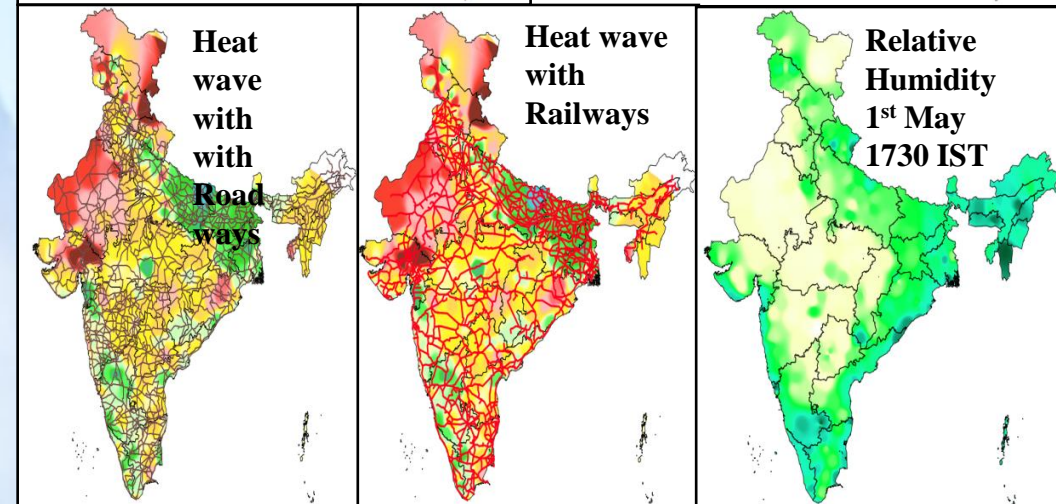 Heat
wave
with
with
Road
ways
Heat wave
with
Railways
Relative
Humidity
1st May
1730 IST